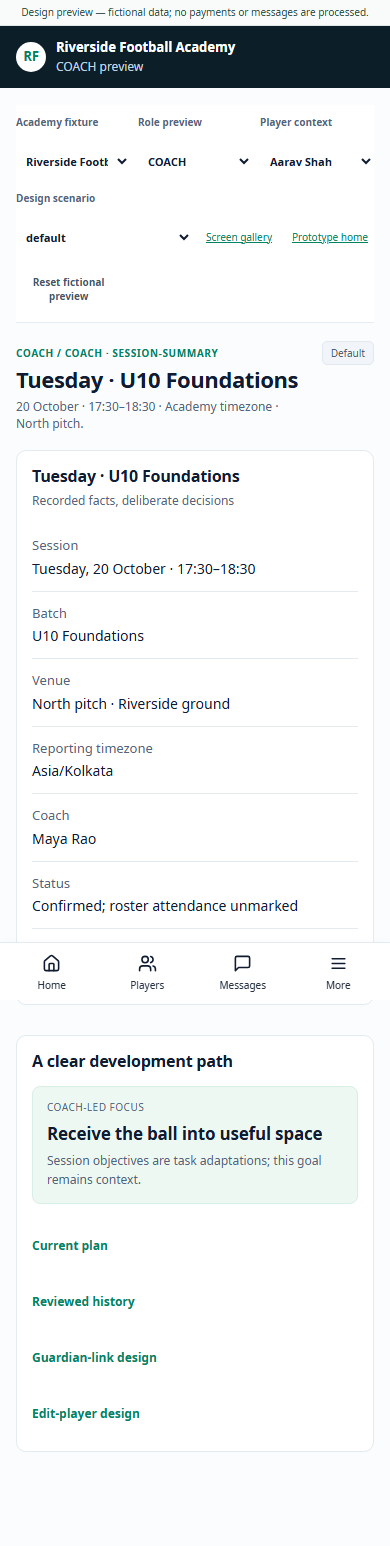 Design preview — fictional data; no payments or messages are processed.
RF
Riverside Football Academy
COACH preview
Academy fixture
Role preview
Player context
Riverside Footb
COACH
Aarav Shah
Design scenario
default
Screen gallery
Prototype home
Reset fictional
preview
COACH / COACH · SESSION-SUMMARY
Default
Tuesday · U10 Foundations
20 October · 17:30–18:30 · Academy timezone ·
North pitch.
Tuesday · U10 Foundations
Recorded facts, deliberate decisions
Session
Tuesday, 20 October · 17:30–18:30
Batch
U10 Foundations
Venue
North pitch · Riverside ground
Reporting timezone
Asia/Kolkata
Coach
Maya Rao
Status
Confirmed; roster attendance unmarked
Home
Players
Messages
More
A clear development path
COACH-LED FOCUS
Receive the ball into useful space
Session objectives are task adaptations; this goal
remains context.
Current plan
Reviewed history
Guardian-link design
Edit-player design